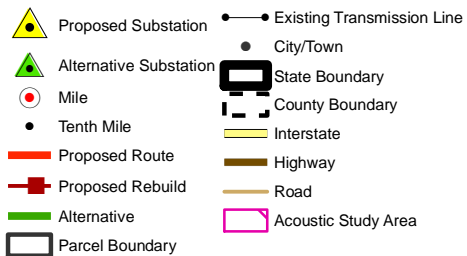 Proposed Substation
Alternative Substation
Mile
Tenth Mile
Proposed Route
Proposed Rebuild
Alternative
Parcel Boundary
Existing Transmission Line
City/Town
State Boundary
County Boundary
Interstate
Highway
Road
Acoustic Study Area